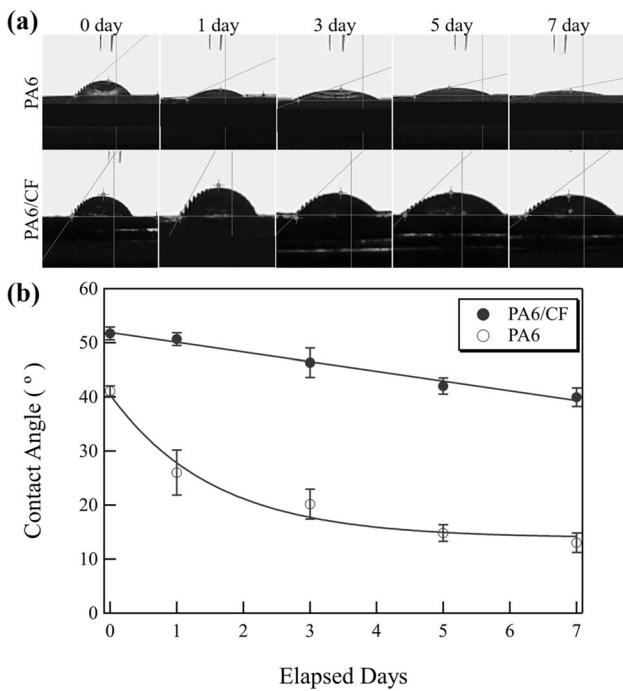 (a) 0 day 1 day 3 day 5 day 7 day
PA6
PA6/CF
(b)
60
50
40
30
20
10
0
Contact Angle ( ° )
PA6/CF
PA6
0 1 2 3 4 5 6 7
Elapsed Days